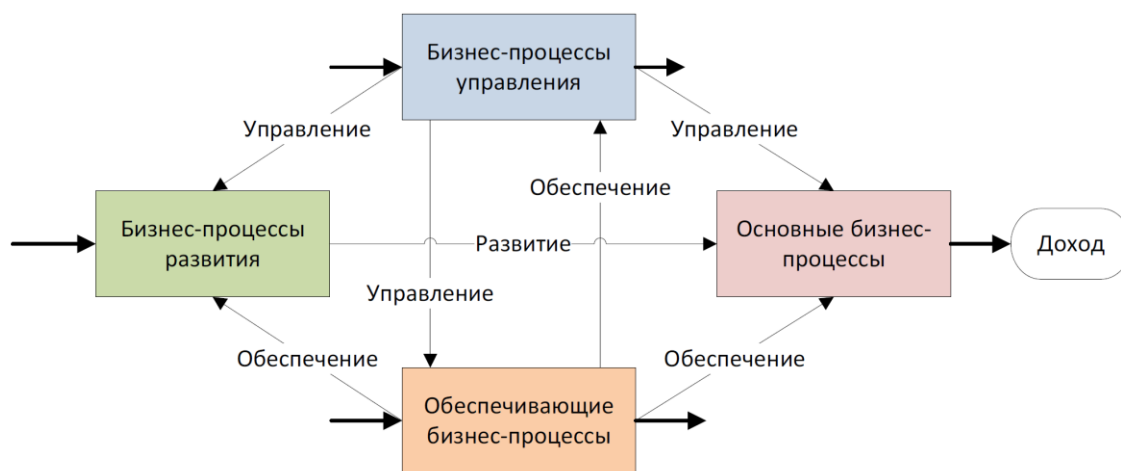 Бизнес-процессы
управления
Управление
Управление
Обеспечение
Бизнес-процессы
развития
Развитие
Основные бизнес-
процессы
Доход
Управление
Обеспечение
Обеспечение
Обеспечивающие
бизнес-процессы